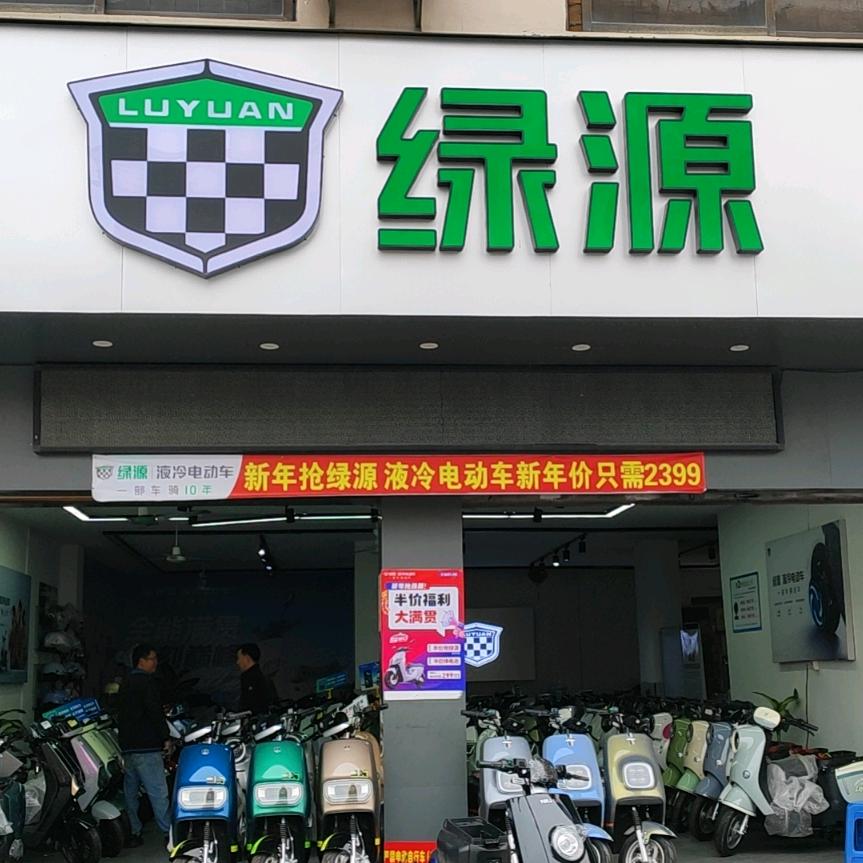 LUYUAN
绿源
绿源 液冷电动车
一部车骑10年
新年抢绿源 液冷电动车新年价只需2399
半价福利
大满贯
LUYUAN